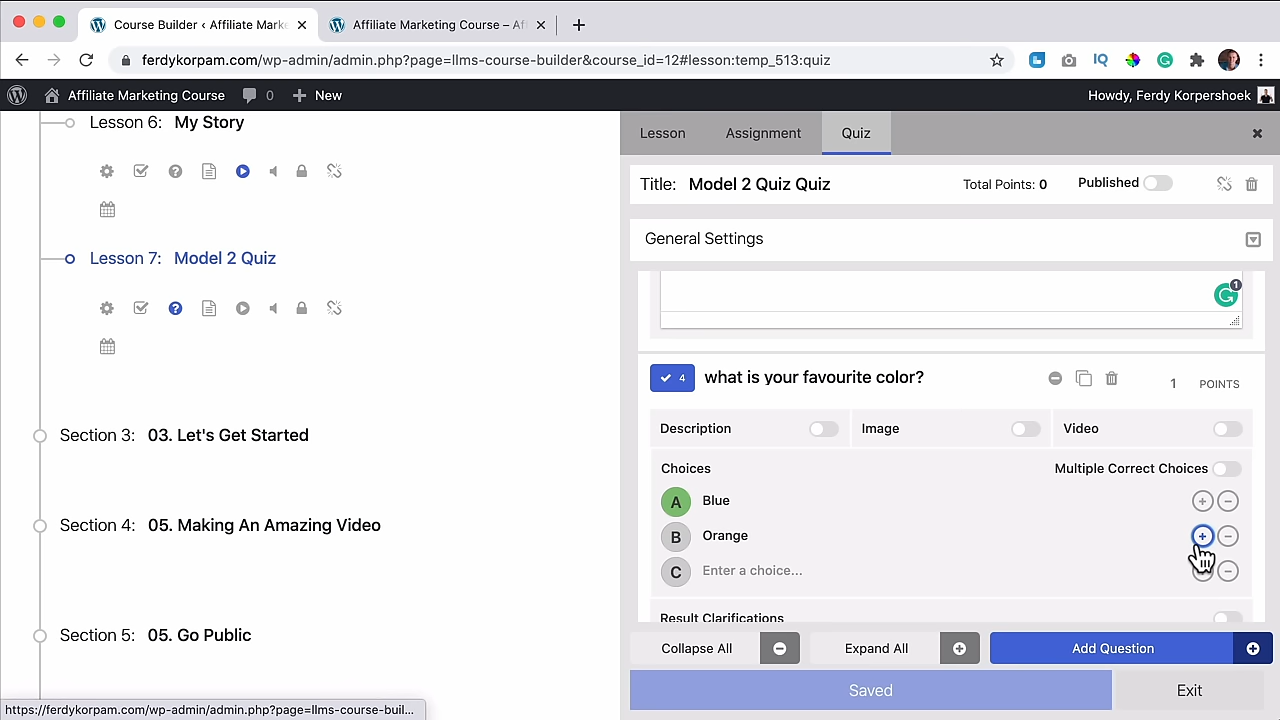 Course Builder ‹ Affiliate Marke
Affiliate Marketing Course – Af
ferdykorpam.com/wp-admin/admin.php?page=llms-course-builder&course_id=12#lesson:temp_513:quiz
Affiliate Marketing Course 0 New Howdy, Ferdy Korpershoek
Lesson 6: My Story
Lesson 7: Model 2 Quiz
Section 3: 03. Let's Get Started
Section 4: 05. Making An Amazing Video
Section 5: 05. Go Public
https://ferdykorpam.com/wp-admin/admin.php?page=llms-course-buil...
Lesson Assignment Quiz
Title: Model 2 Quiz Quiz Total Points: 0 Published
General Settings
1
4 what is your favourite color? 1 POINTS
Description Image Video
Choices Multiple Correct Choices
A Blue
B Orange
C Enter a choice...
Result Clarifications
Collapse All Expand All Add Question
Saved Exit